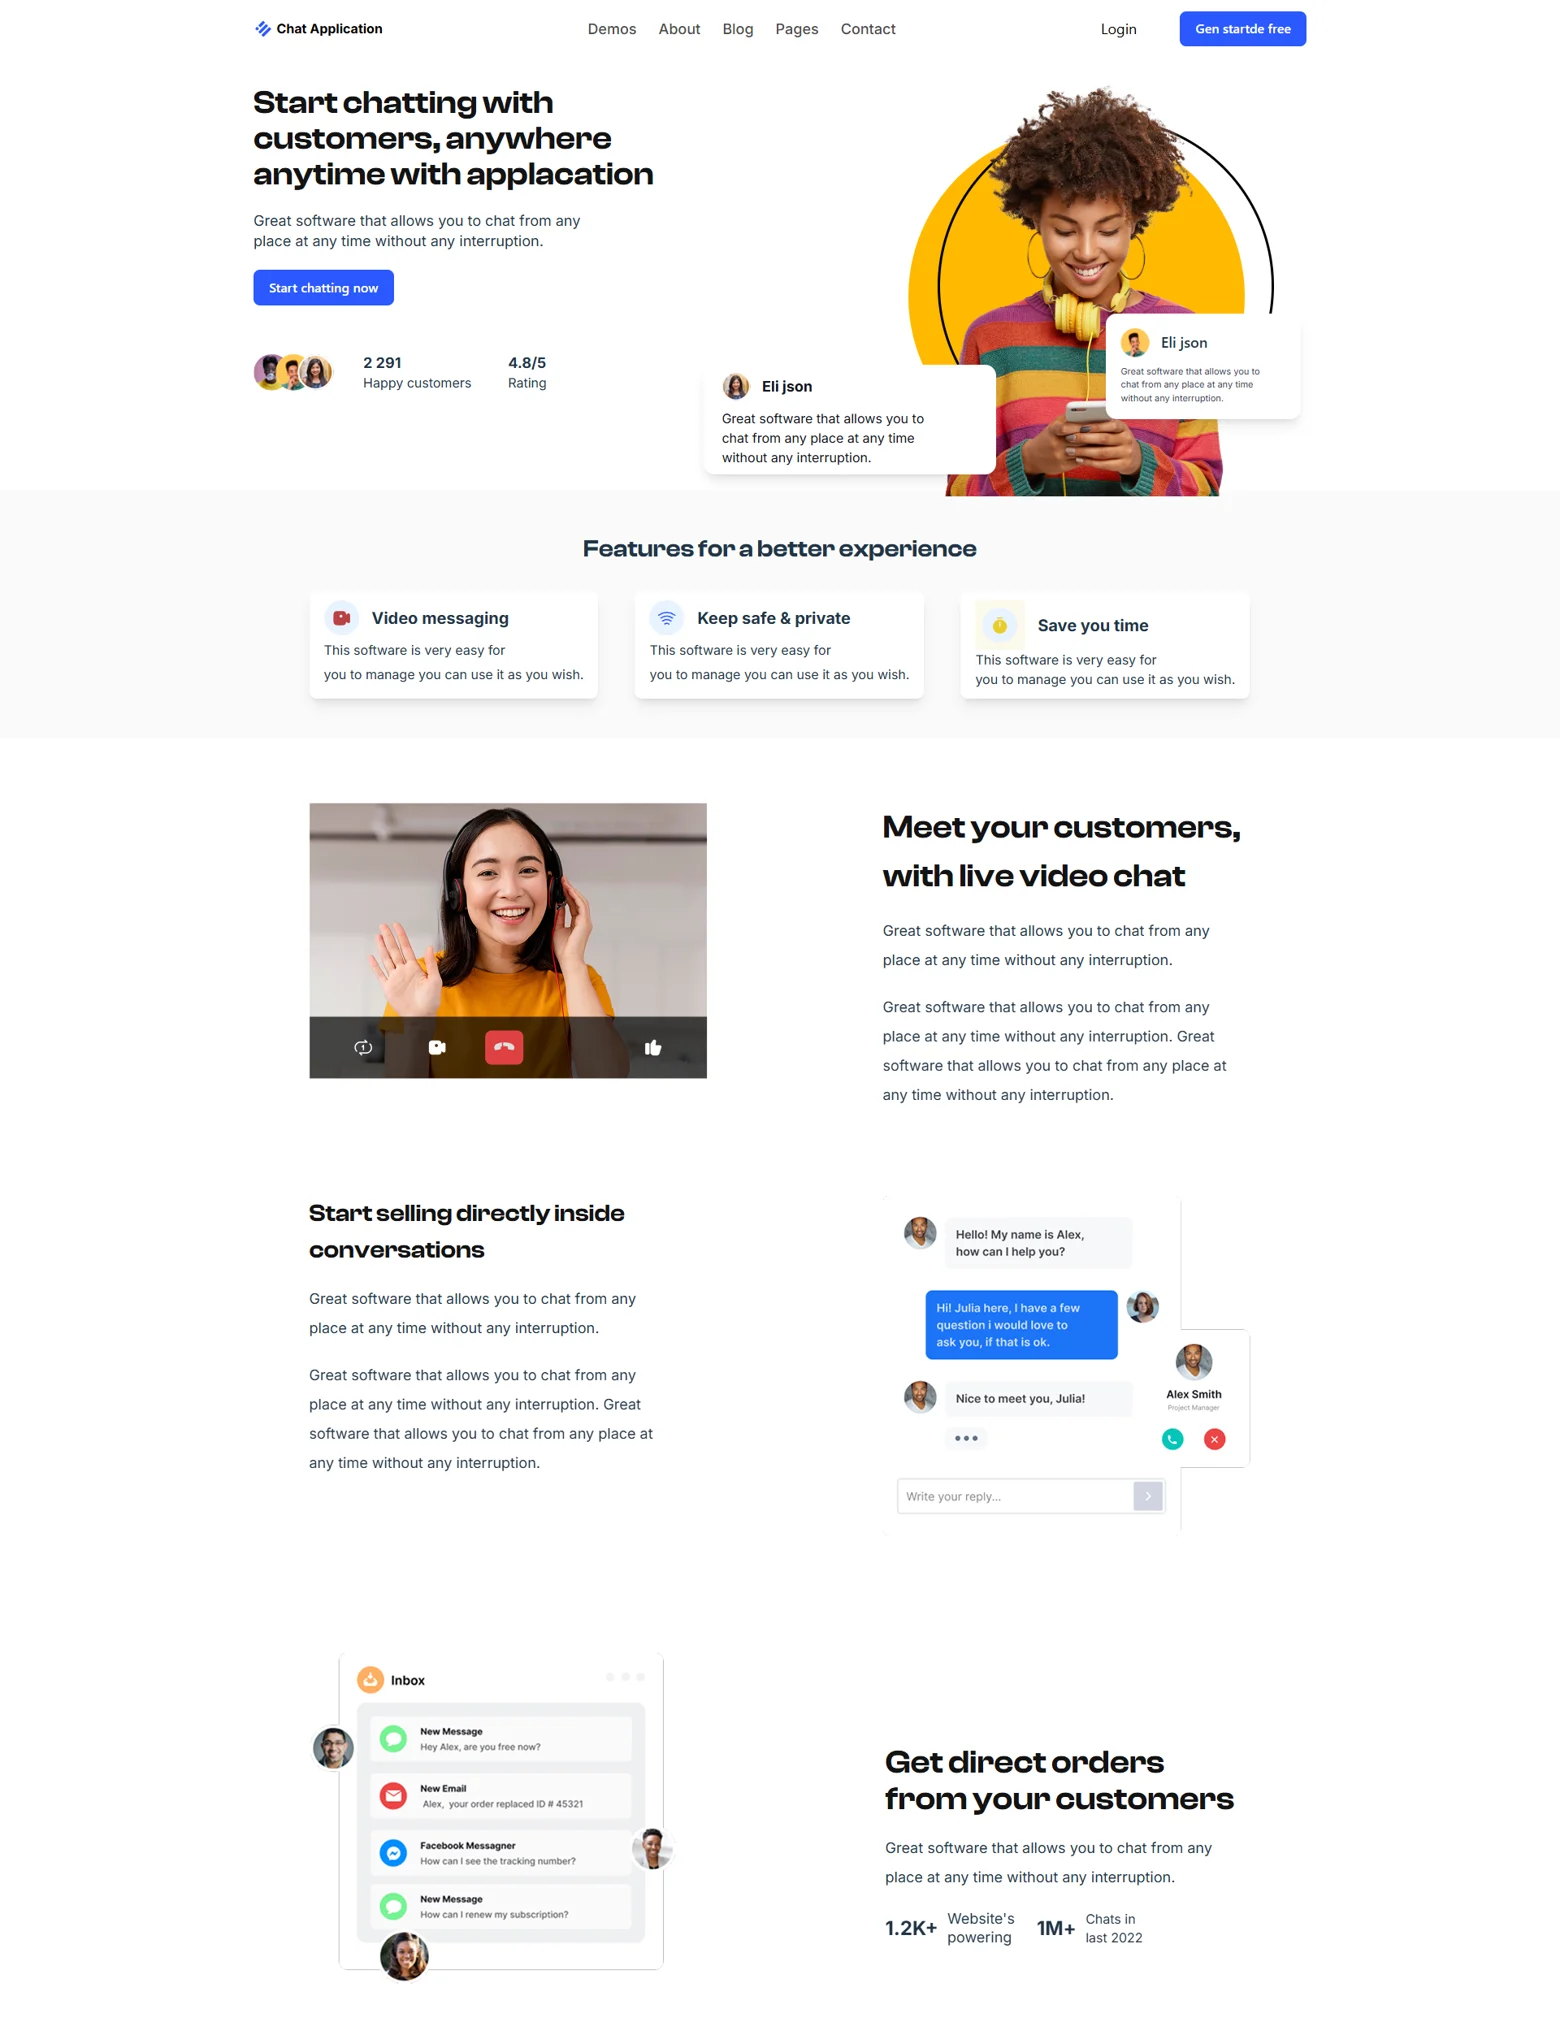 Chat Application
Demos About Blog Pages Contact
Login
Gen startde free
Start chatting with
customers, anywhere
anytime with applacation
Great software that allows you to chat from any
place at any time without any interruption.
Start chatting now
2 291
Happy customers
4.8/5
Rating
Eli json
Great software that allows you to
chat from any place at any time
without any interruption.
Eli json
Great software that allows you to
chat from any place at any time
without any interruption.
Features for a better experience
Video messaging
This software is very easy for
you to manage you can use it as you wish.
Keep safe & private
This software is very easy for
you to manage you can use it as you wish.
Save you time
This software is very easy for
you to manage you can use it as you wish.
Meet your customers,
with live video chat
Great software that allows you to chat from any
place at any time without any interruption.
Great software that allows you to chat from any
place at any time without any interruption. Great
software that allows you to chat from any place at
any time without any interruption.
Start selling directly inside
conversations
Great software that allows you to chat from any
place at any time without any interruption.
Great software that allows you to chat from any
place at any time without any interruption. Great
software that allows you to chat from any place at
any time without any interruption.
Hello! My name is Alex,
how can I help you?
Hi! Julia here, I have a few
question i would love to
ask you, if that is ok.
Nice to meet you, Julia!
Alex Smith
Project Manager
Write your reply...
Inbox
New Message
Hey Alex, are you free now?
New Email
Alex, your order replaced ID # 45321
Facebook Messagner
How can I see the tracking number?
New Message
How can I renew my subscription?
Get direct orders
from your customers
Great software that allows you to chat from any
place at any time without any interruption.
1.2K+
Website's
powering
1M+
Chats in
last 2022